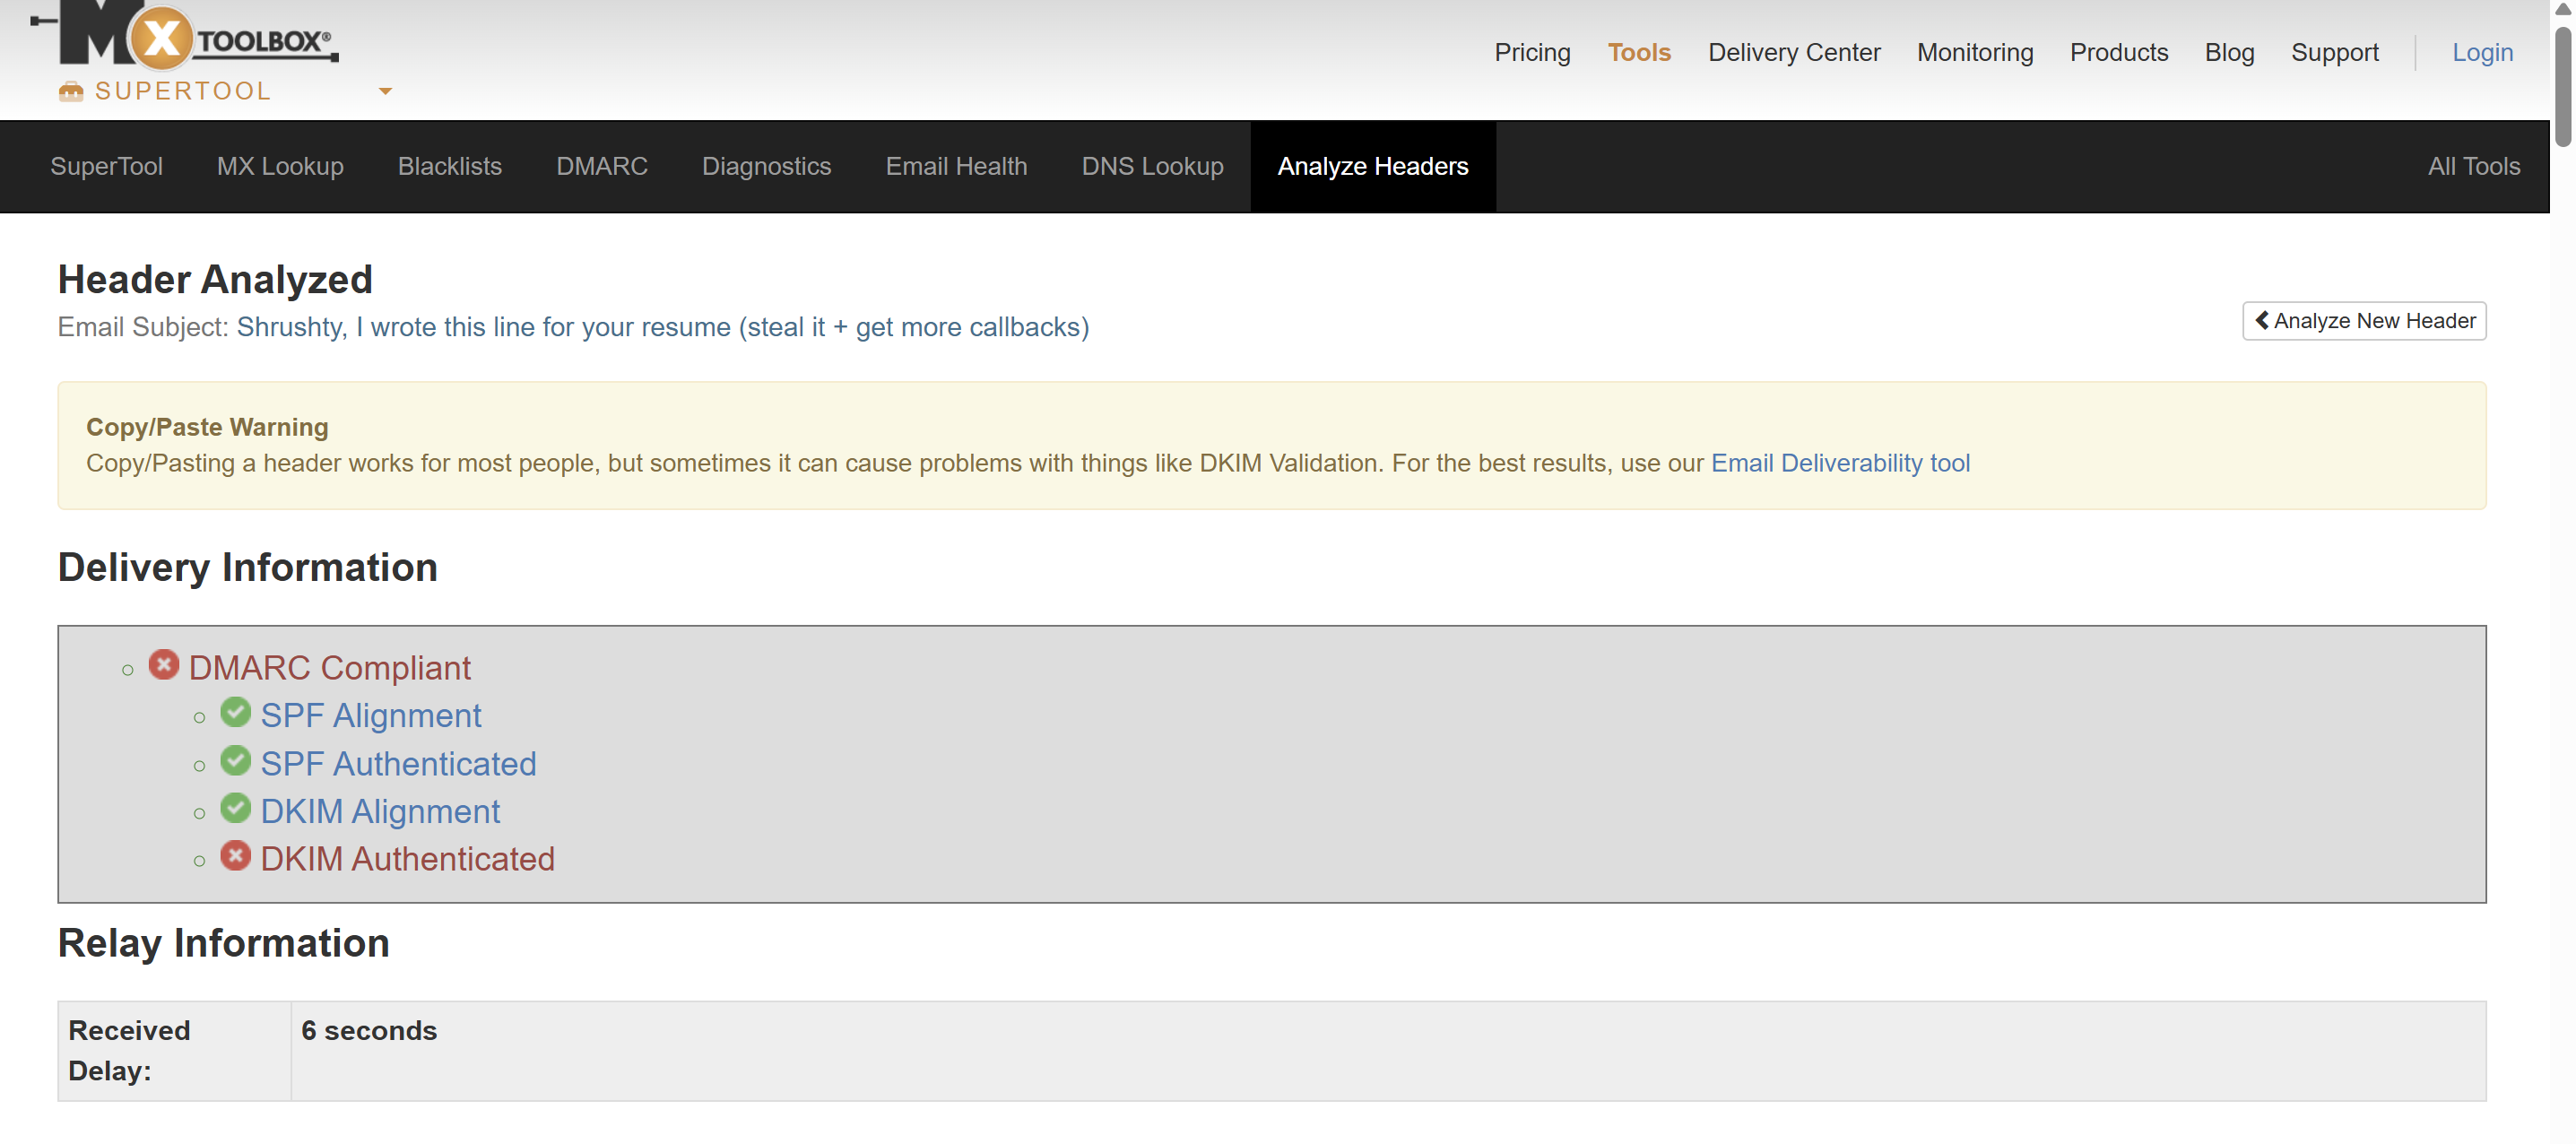 MX TOOLBOX®
SUPERTOOL
Pricing Tools Delivery Center Monitoring Products Blog Support Login
SuperTool MX Lookup Blacklists DMARC Diagnostics Email Health DNS Lookup Analyze Headers All Tools
Header Analyzed
Email Subject: Shrushty, I wrote this line for your resume (steal it + get more callbacks)
Analyze New Header
Copy/Paste Warning
Copy/Pasting a header works for most people, but sometimes it can cause problems with things like DKIM Validation. For the best results, use our Email Deliverability tool
Delivery Information
DMARC Compliant
SPF Alignment
SPF Authenticated
DKIM Alignment
DKIM Authenticated
Relay Information
Received 6 seconds
Delay: